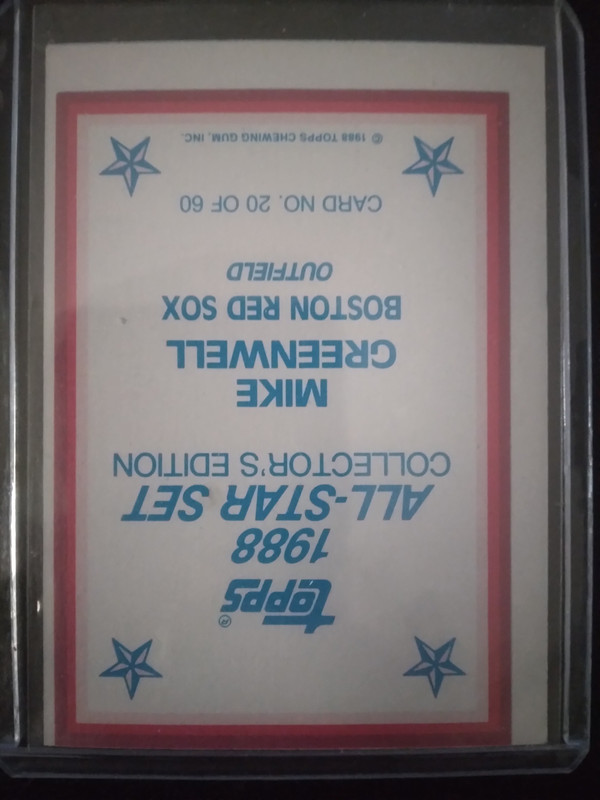 topps®
1988
ALL-STAR SET
COLLECTOR'S EDITION
MIKE
GREENWELL
BOSTON RED SOX
OUTFIELD
CARD NO. 20 OF 60
© 1988 TOPPS CHEWING GUM, INC.